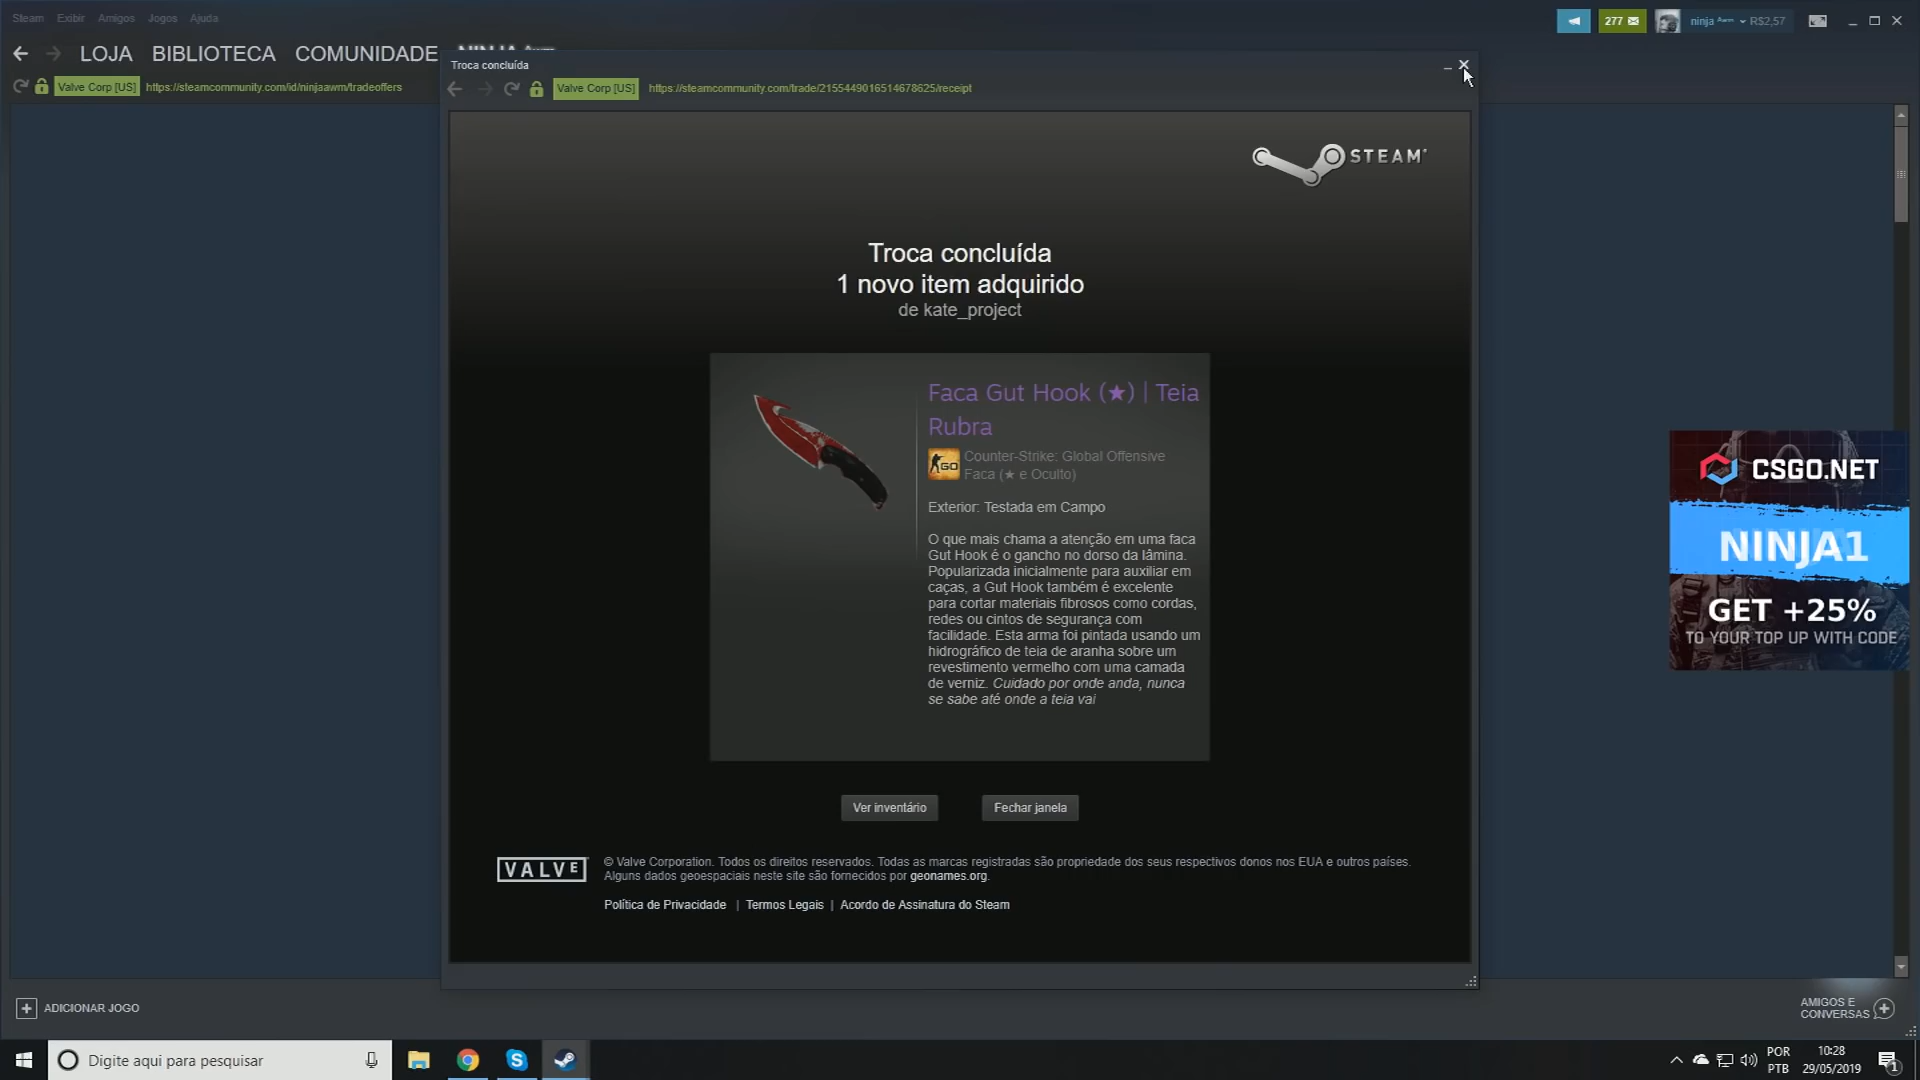 Steam Exibir Amigos Jogos Ajuda
277
ninja ᴬʷᵐ R$2,57
LOJA BIBLIOTECA COMUNIDADE
Valve Corp [US] https://steamcommunity.com/id/ninjaawm/tradeoffers
Troca concluída
Valve Corp [US] https://steamcommunity.com/trade/2155449016514678625/receipt
STEAM
Troca concluída
1 novo item adquirido
de kate_project
Faca Gut Hook (★) | Teia
Rubra
GO
Counter-Strike: Global Offensive
Faca (★ e Oculto)
Exterior: Testada em Campo
O que mais chama a atenção em uma faca
Gut Hook é o gancho no dorso da lâmina.
Popularizada inicialmente para auxiliar em
caças, a Gut Hook também é excelente
para cortar materiais fibrosos como cordas,
redes ou cintos de segurança com
facilidade. Esta arma foi pintada usando um
hidrográfico de teia de aranha sobre um
revestimento vermelho com uma camada
de verniz. Cuidado por onde anda, nunca
se sabe até onde a teia vai
Ver inventário Fechar janela
VALVE
© Valve Corporation. Todos os direitos reservados. Todas as marcas registradas são propriedade dos seus respectivos donos nos EUA e outros países.
Alguns dados geoespaciais neste site são fornecidos por geonames.org.
Política de Privacidade | Termos Legais | Acordo de Assinatura do Steam
CSGO.NET
NINJA1
GET +25%
TO YOUR TOP UP WITH CODE
ADICIONAR JOGO
AMIGOS E
CONVERSAS
Digite aqui para pesquisar
POR
PTB
10:28
29/05/2019
1